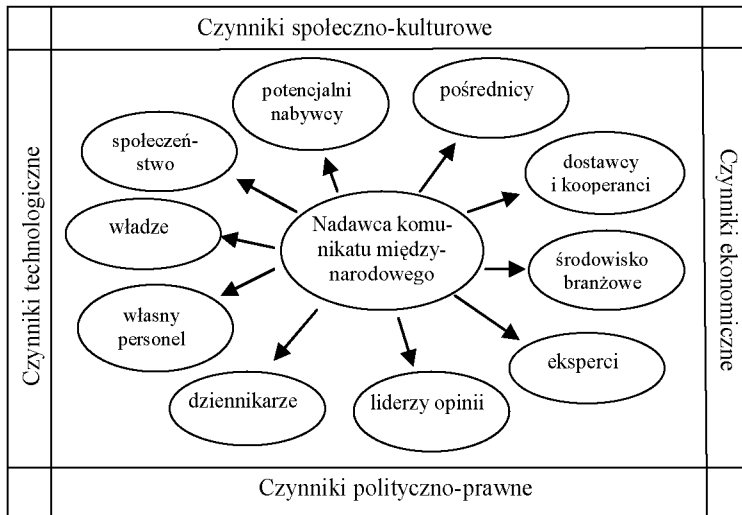 Czynniki społeczno-kulturowe
potencjalni
nabywcy
pośrednicy
społeczeń-
stwo
dostawcy
i kooperanci
władze
Nadawca komu-
nikatu między-
narodowego
środowisko
branżowe
własny
personel
eksperci
dziennikarze
liderzy opinii
Czynniki technologiczne
Czynniki ekonomiczne
Czynniki polityczno-prawne